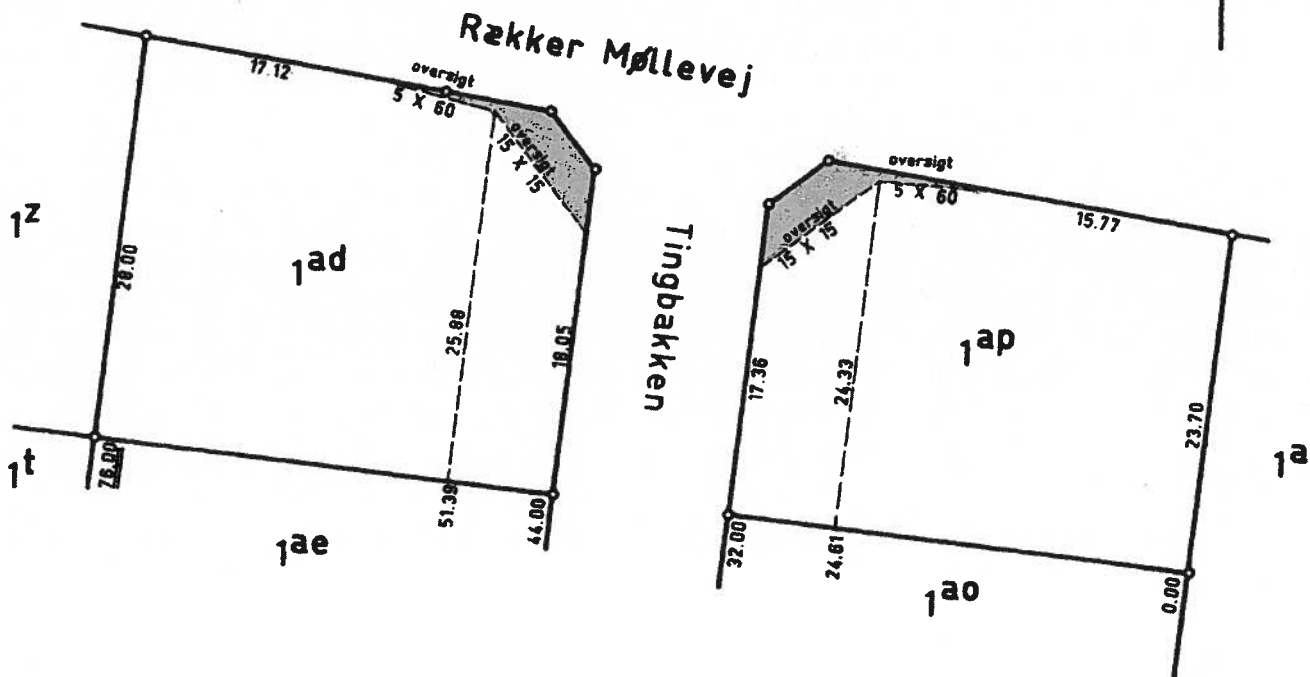 Rækker Møllevej
17.12
oversigt
5 X 60
oversigt
15 X 15
1z
28.00
1ad
25.88
18.05
1t
76.00
51.39
44.00
1ae
Tingbakken
oversigt
5 X 60
15.77
oversigt
15 X 15
17.36
24.33
1ap
23.70
1a
32.00
24.61
0.00
1ao